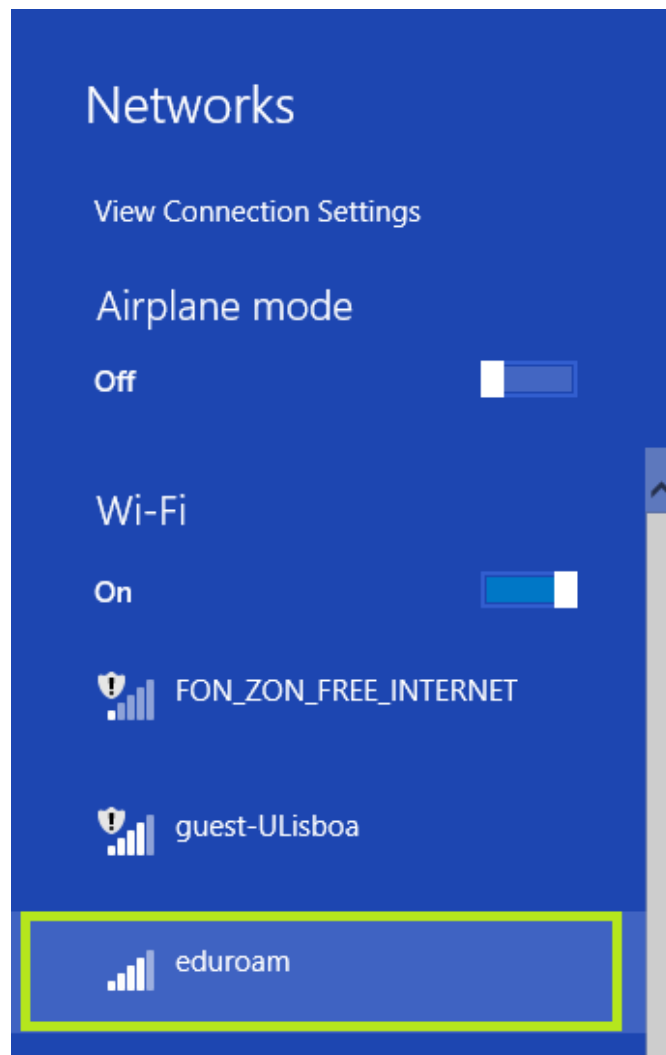 Networks
View Connection Settings
Airplane mode
Off
Wi-Fi
On
FON_ZON_FREE_INTERNET
guest-ULisboa
eduroam